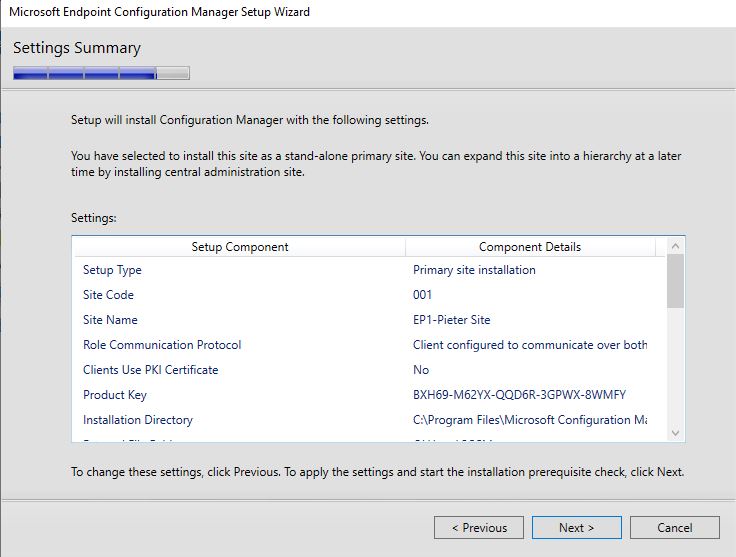 Microsoft Endpoint Configuration Manager Setup Wizard
Settings Summary
Setup will install Configuration Manager with the following settings.
You have selected to install this site as a stand-alone primary site. You can expand this site into a hierarchy at a later
time by installing central administration site.
Settings:
Setup Component Component Details
Setup Type Primary site installation
Site Code 001
Site Name EP1-Pieter Site
Role Communication Protocol Client configured to communicate over both
Clients Use PKI Certificate No
Product Key BXH69-M62YX-QQD6R-3GPWX-8WMFY
Installation Directory C:\Program Files\Microsoft Configuration Ma
To change these settings, click Previous. To apply the settings and start the installation prerequisite check, click Next.
< Previous Next > Cancel